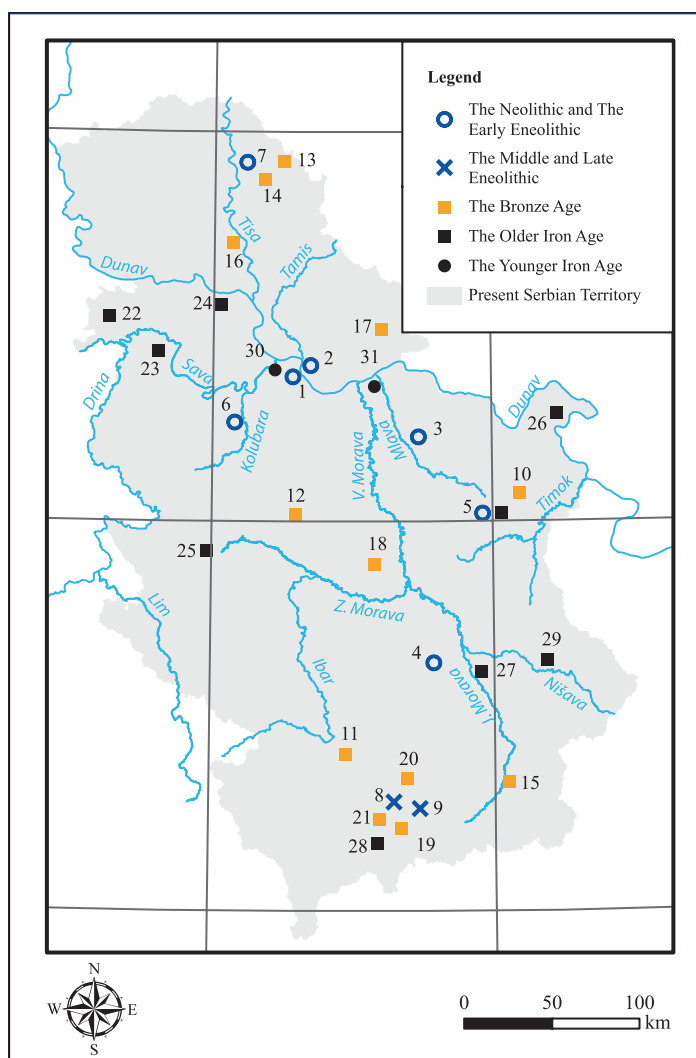 Legend
The Neolithic and The
Early Eneolithic
The Middle and Late
Eneolithic
The Bronze Age
The Older Iron Age
The Younger Iron Age
Present Serbian Territory
7
13
14
Tisa
16
Tamis
Dunav
24
22
17
30
2
31
23
Sava
1
Drina
Dunav
26
6
Kolubara
3
Mlava
V. Morava
10
12
5
Timok
25
18
Z. Morava
Lim
29
4
27
Ibar
J. Morava
Nišava
11
20
15
8
9
21
19
28
N
W
E
S
0
50
100
km